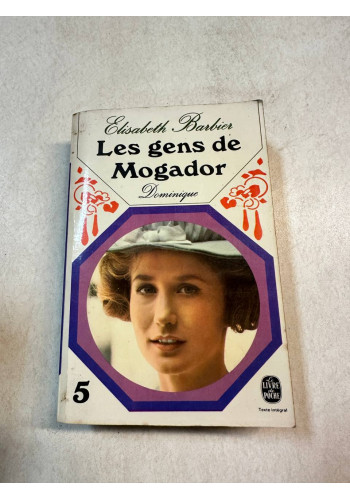 Elisabeth Barbier
Les gens de
Mogador
Dominique
5
LE LIVRE
DE
POCHE
Texte intégral